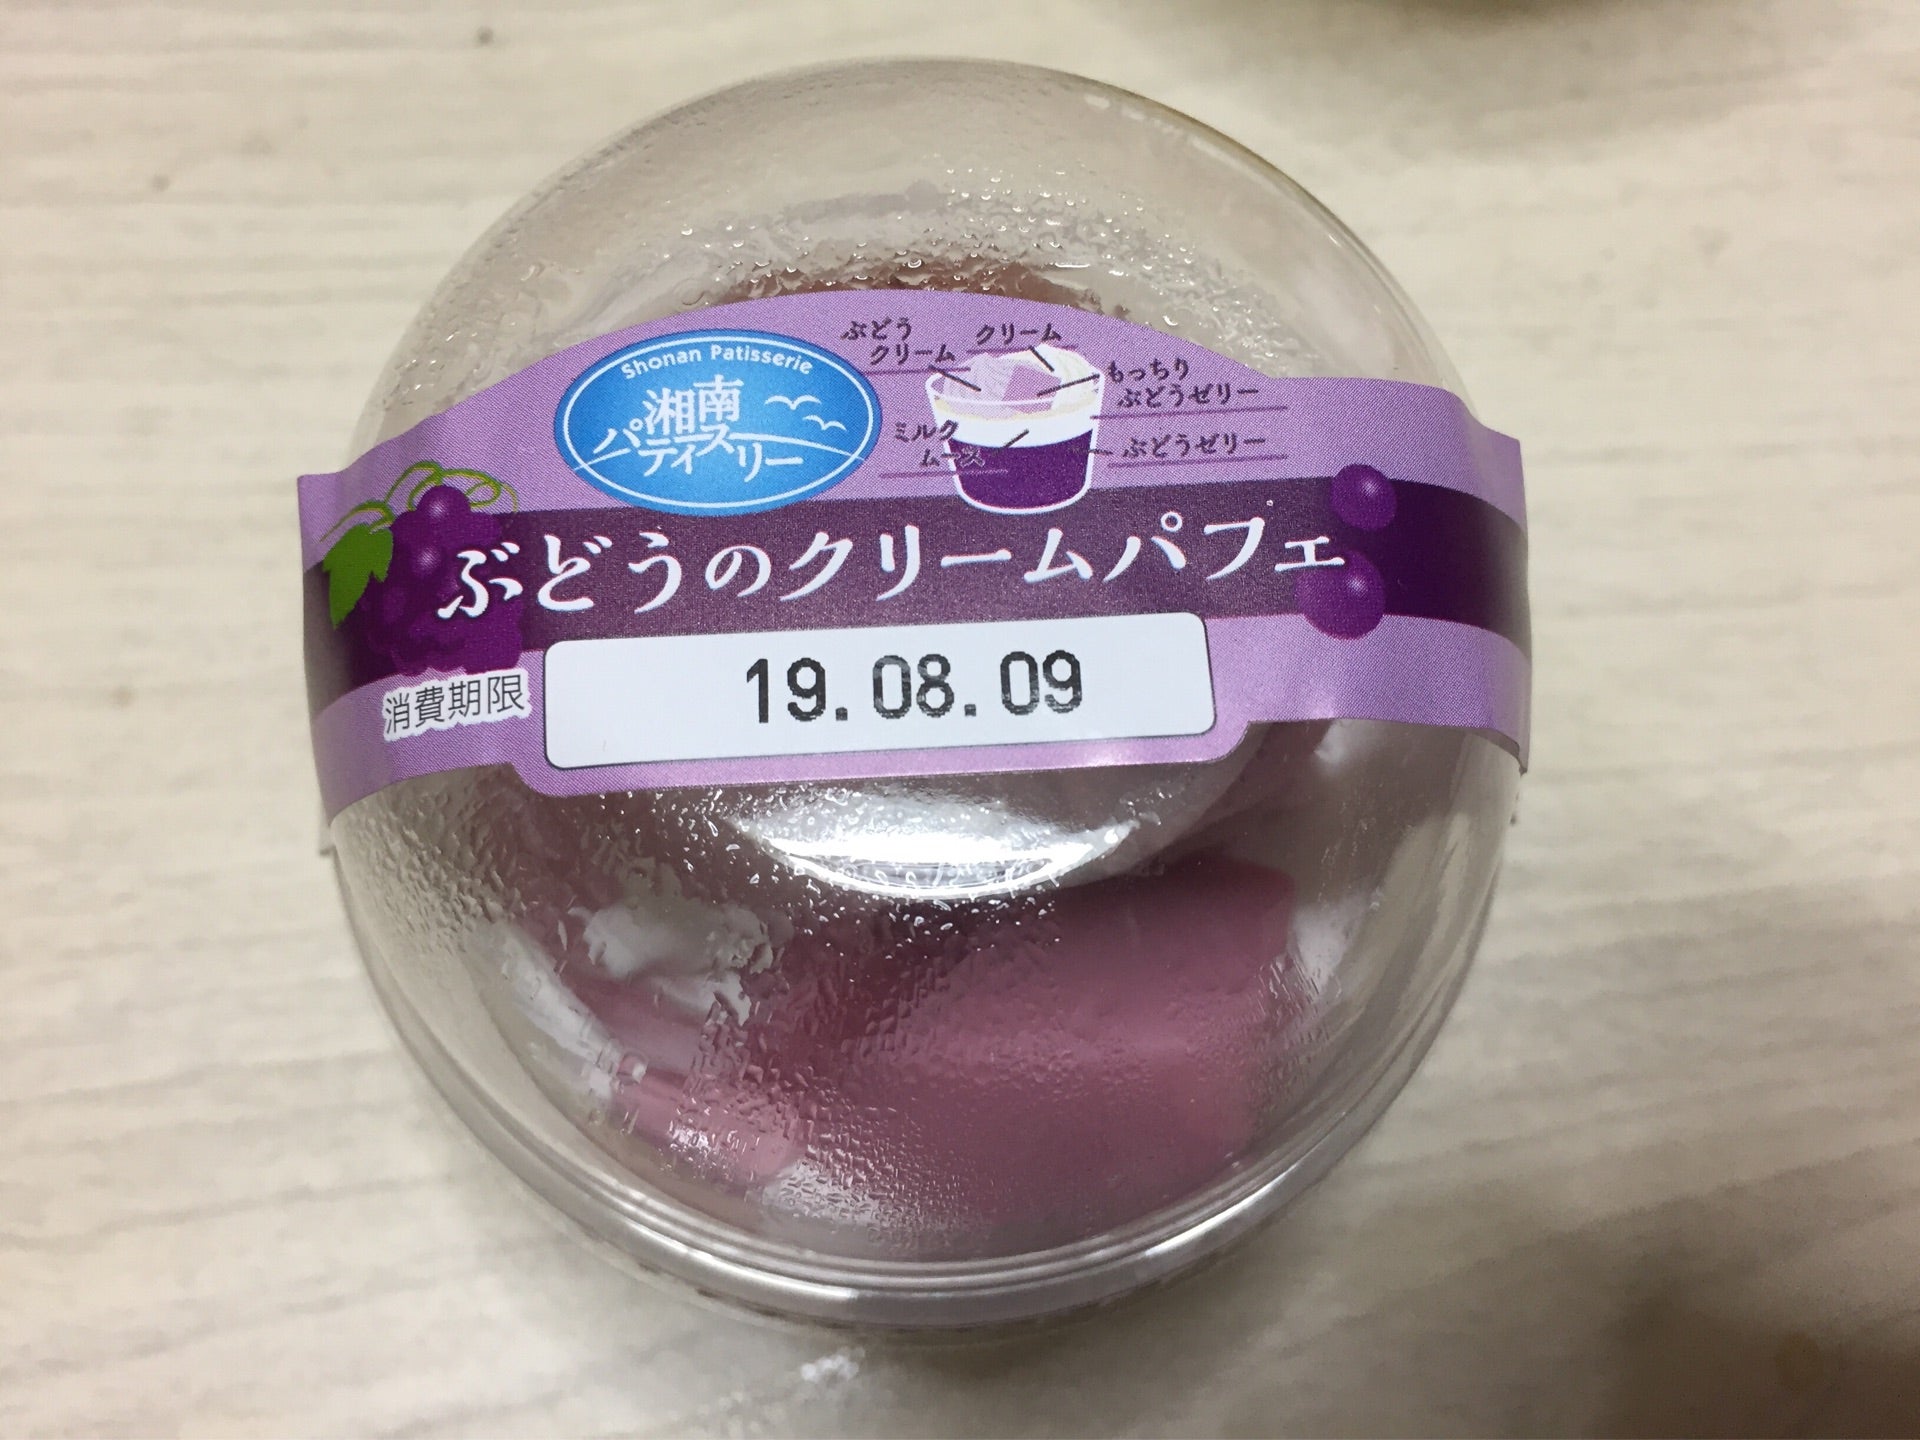 Shonan Patisserie
湘南
パティスリー
ぶどう
クリーム
クリーム
もっちり
ぶどうゼリー
ミルク
ムース
ぶどうゼリー
ぶどうのクリームパフェ
消費期限
19.08.09